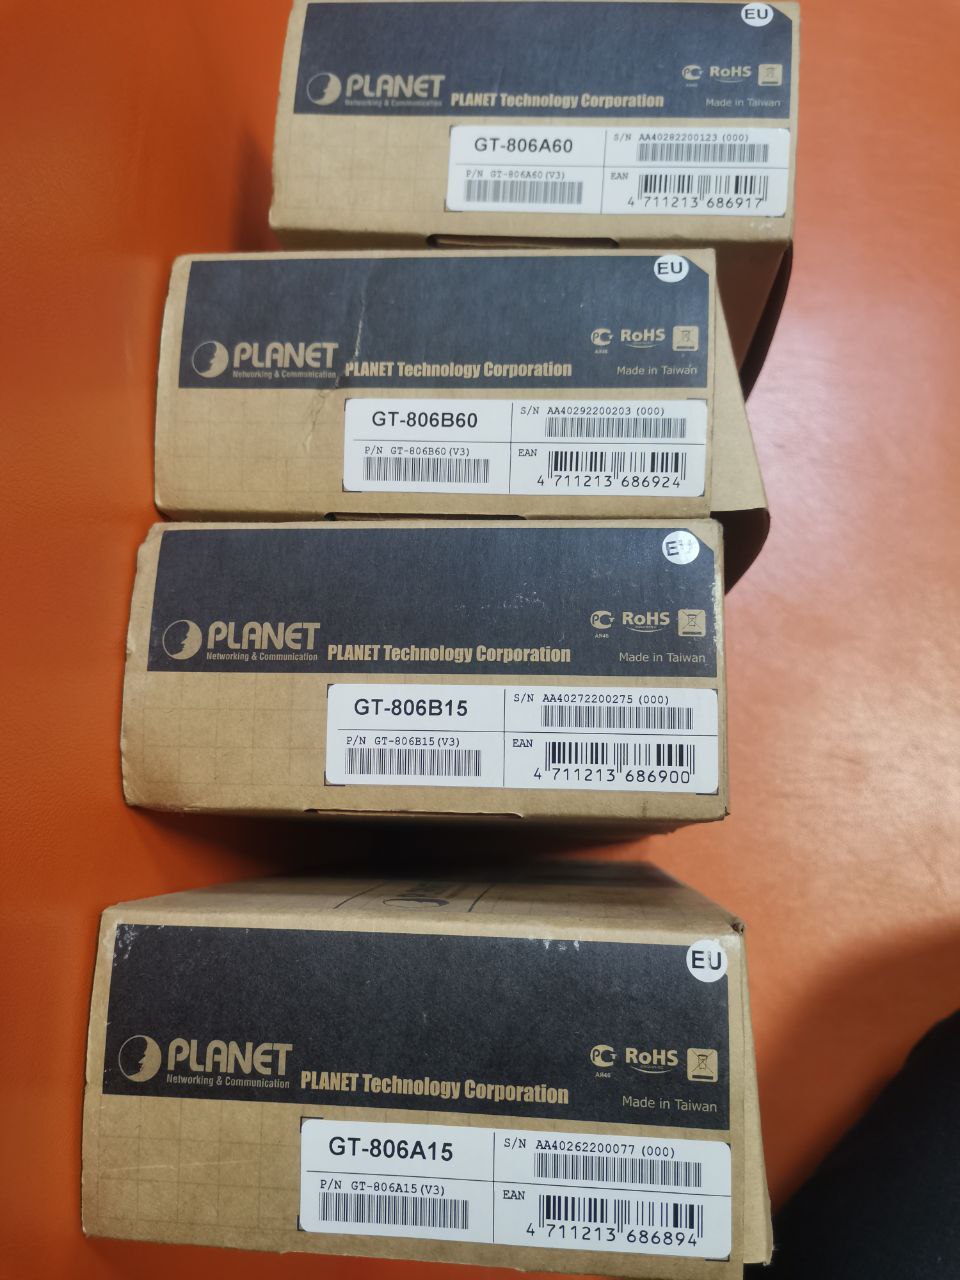 EU
PLANET
Networking & Communication
PLANET Technology Corporation
RoHS
Made in Taiwan
GT-806A60
S/N AA40282200123 (000)
P/N GT-806A60(V3)
EAN
4 711213 686917
EU
PLANET
Networking & Communication
PLANET Technology Corporation
RoHS
Made in Taiwan
GT-806B60
S/N AA40292200203 (000)
P/N GT-806B60(V3)
EAN
4 711213 686924
EU
PLANET
Networking & Communication
PLANET Technology Corporation
RoHS
Made in Taiwan
GT-806B15
S/N AA40272200275 (000)
P/N GT-806B15(V3)
EAN
4 711213 686900
EU
PLANET
Networking & Communication
PLANET Technology Corporation
RoHS
Made in Taiwan
GT-806A15
S/N AA40262200077 (000)
P/N GT-806A15(V3)
EAN
4 711213 686894